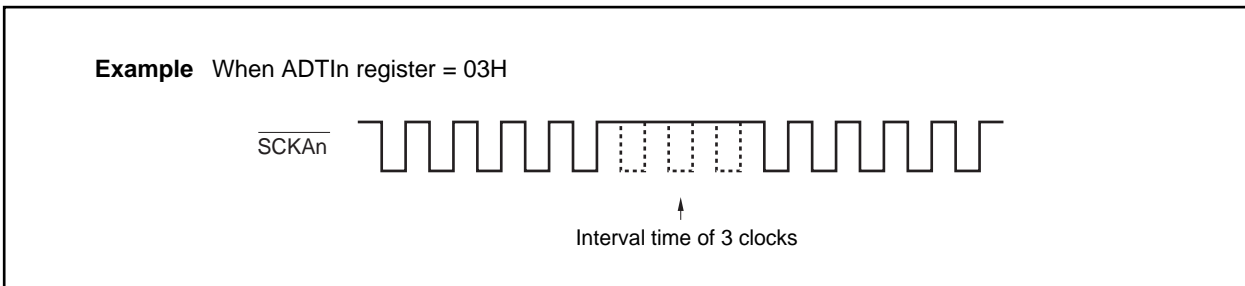 Example When ADTIn register = 03H
SCKAn
Interval time of 3 clocks